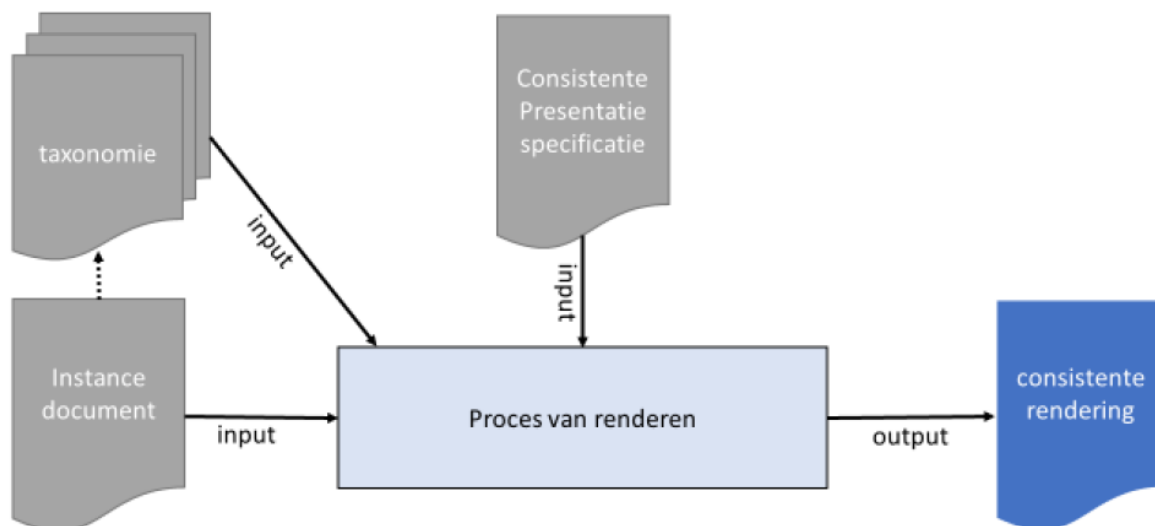 taxonomie
Consistente
Presentatie
specificatie
input
input
Instance
document
input
Proces van renderen
output
consistente
rendering